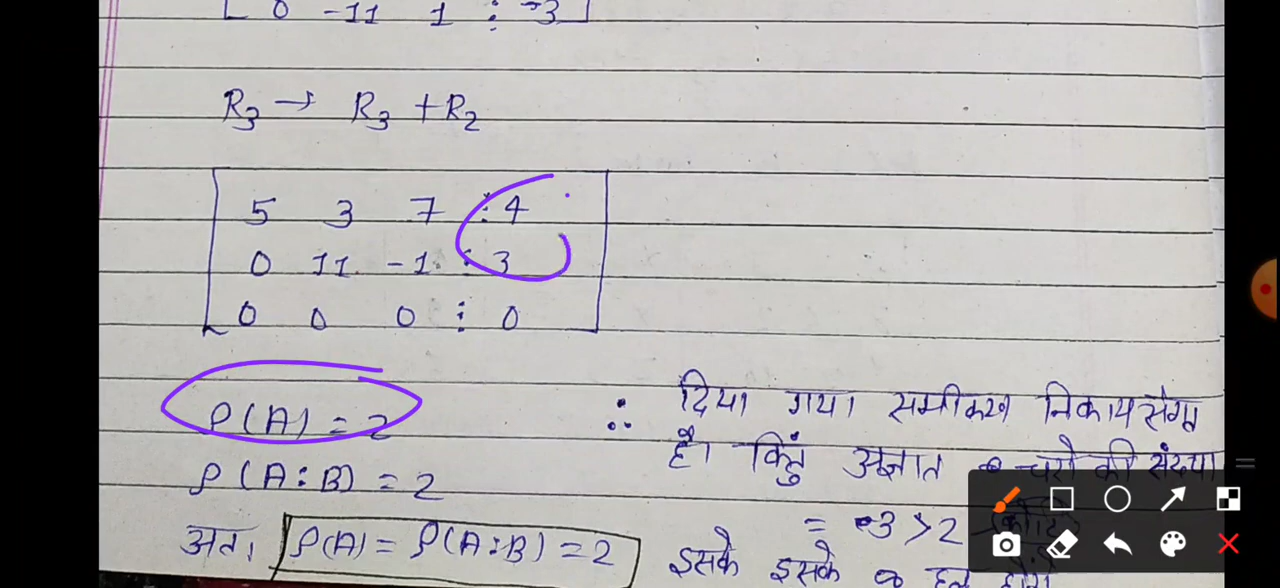 0 -11 1 : -3
R3 → R3 + R2
5 3 7 : 4
0 11 -1 : 3
0 0 0 : 0
ρ(A) = 2
ρ(A:B) = 2
अतः ρ(A) = ρ(A:B) = 2
∴ दिया गया समीकरण निकाय संगत
है। किंतु अज्ञात चरो की संख्या
= 3 > 2
इसके इसके ∞ हल होंगे